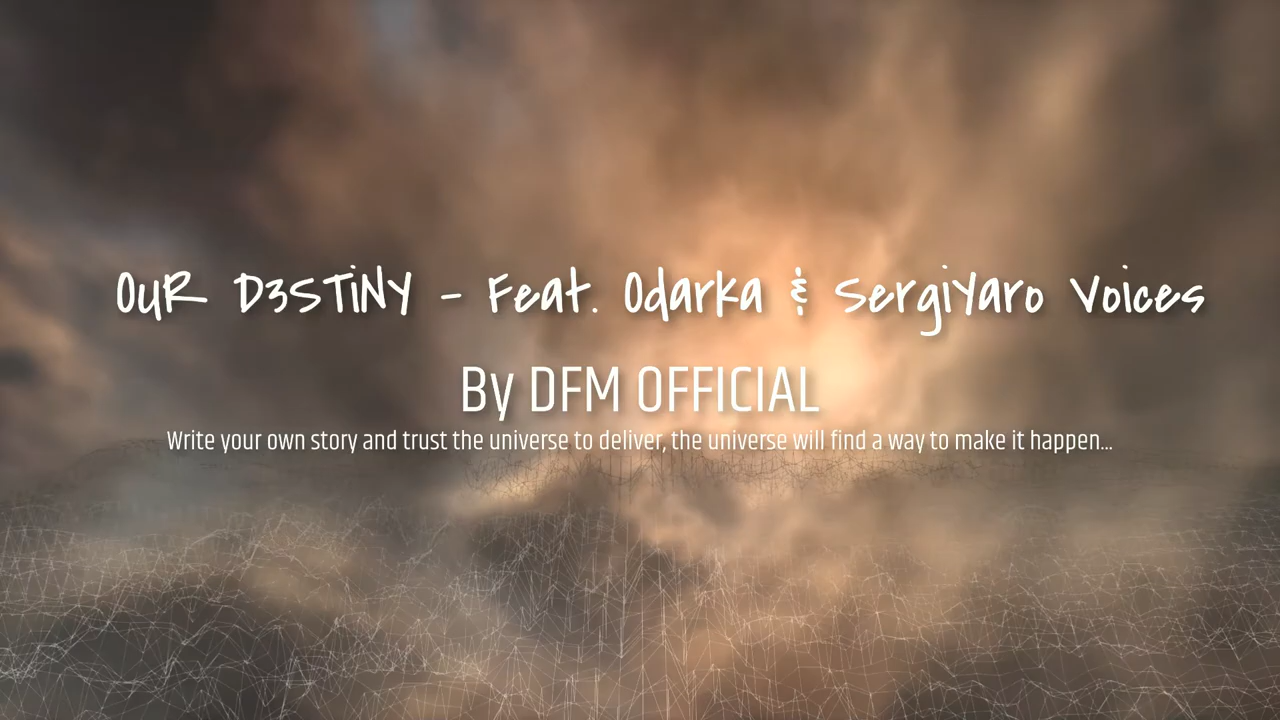 OUR D3STiNY - Feat. Odarka & SergiYaro Voices
By DFM OFFICIAL
Write your own story and trust the universe to deliver, the universe will find a way to make it happen...